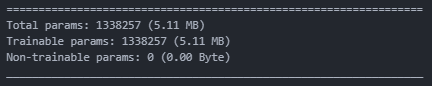 =================================================================
Total params: 1338257 (5.11 MB)
Trainable params: 1338257 (5.11 MB)
Non-trainable params: 0 (0.00 Byte)
_________________________________________________________________